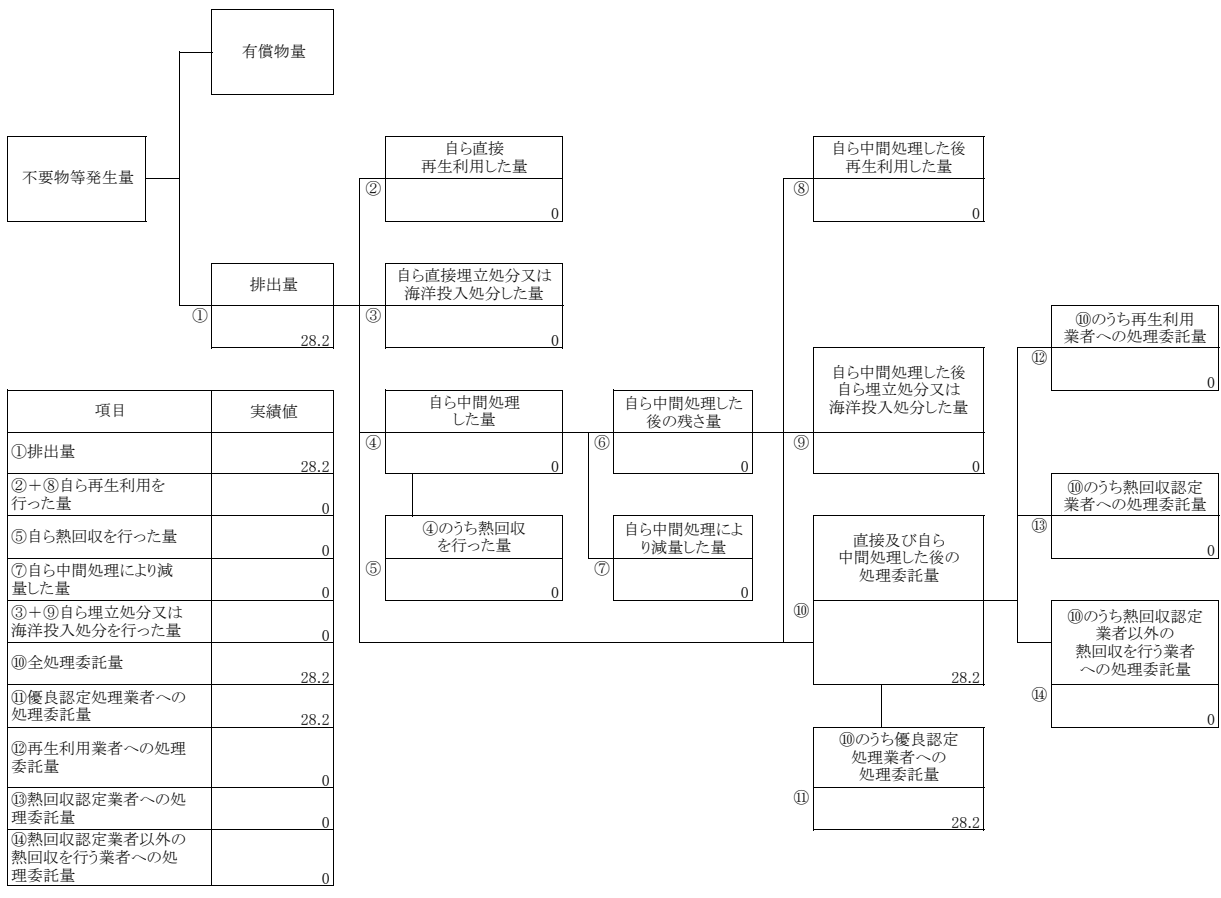 有償物量
不要物等発生量
自ら直接
再生利用した量
②
0
自ら中間処理した後
再生利用した量
⑧
0
排出量
①
28.2
自ら直接埋立処分又は
海洋投入処分した量
③
0
⑩のうち再生利用
業者への処理委託量
⑫
0
自ら中間処理
した量
④
0
自ら中間処理した
後の残さ量
⑥
0
自ら中間処理した後
自ら埋立処分又は
海洋投入処分した量
⑨
0
⑩のうち熱回収認定
業者への処理委託量
⑬
0
④のうち熱回収
を行った量
⑤
0
自ら中間処理によ
り減量した量
⑦
0
直接及び自ら
中間処理した後の
処理委託量
⑩
28.2
⑩のうち熱回収認定
業者以外の
熱回収を行う業者
への処理委託量
⑭
0
⑩のうち優良認定
処理業者への
処理委託量
⑪
28.2
項目 実績値
①排出量
28.2
②＋⑧自ら再生利用を
行った量
0
⑤自ら熱回収を行った量
0
⑦自ら中間処理により減
量した量
0
③＋⑨自ら埋立処分又は
海洋投入処分を行った量
0
⑩全処理委託量
28.2
⑪優良認定処理業者への
処理委託量
28.2
⑫再生利用業者への処理
委託量
0
⑬熱回収認定業者への処
理委託量
0
⑭熱回収認定業者以外の
熱回収を行う業者への処
理委託量
0